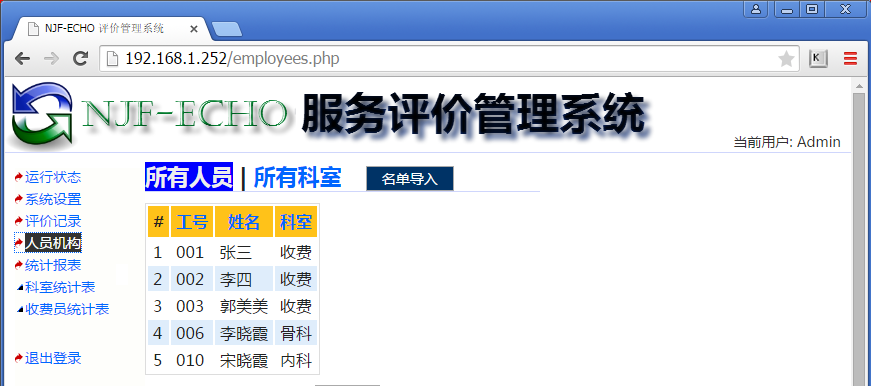 NJF-ECHO 评价管理系统
192.168.1.252/employees.php
K
NJF-ECHO 服务评价管理系统
当前用户: Admin
运行状态
系统设置
评价记录
人员机构
统计报表
科室统计表
收费员统计表
退出登录
所有人员 | 所有科室 名单导入
# 工号 姓名 科室
1 001 张三 收费
2 002 李四 收费
3 003 郭美美 收费
4 006 李晓霞 骨科
5 010 宋晓霞 内科